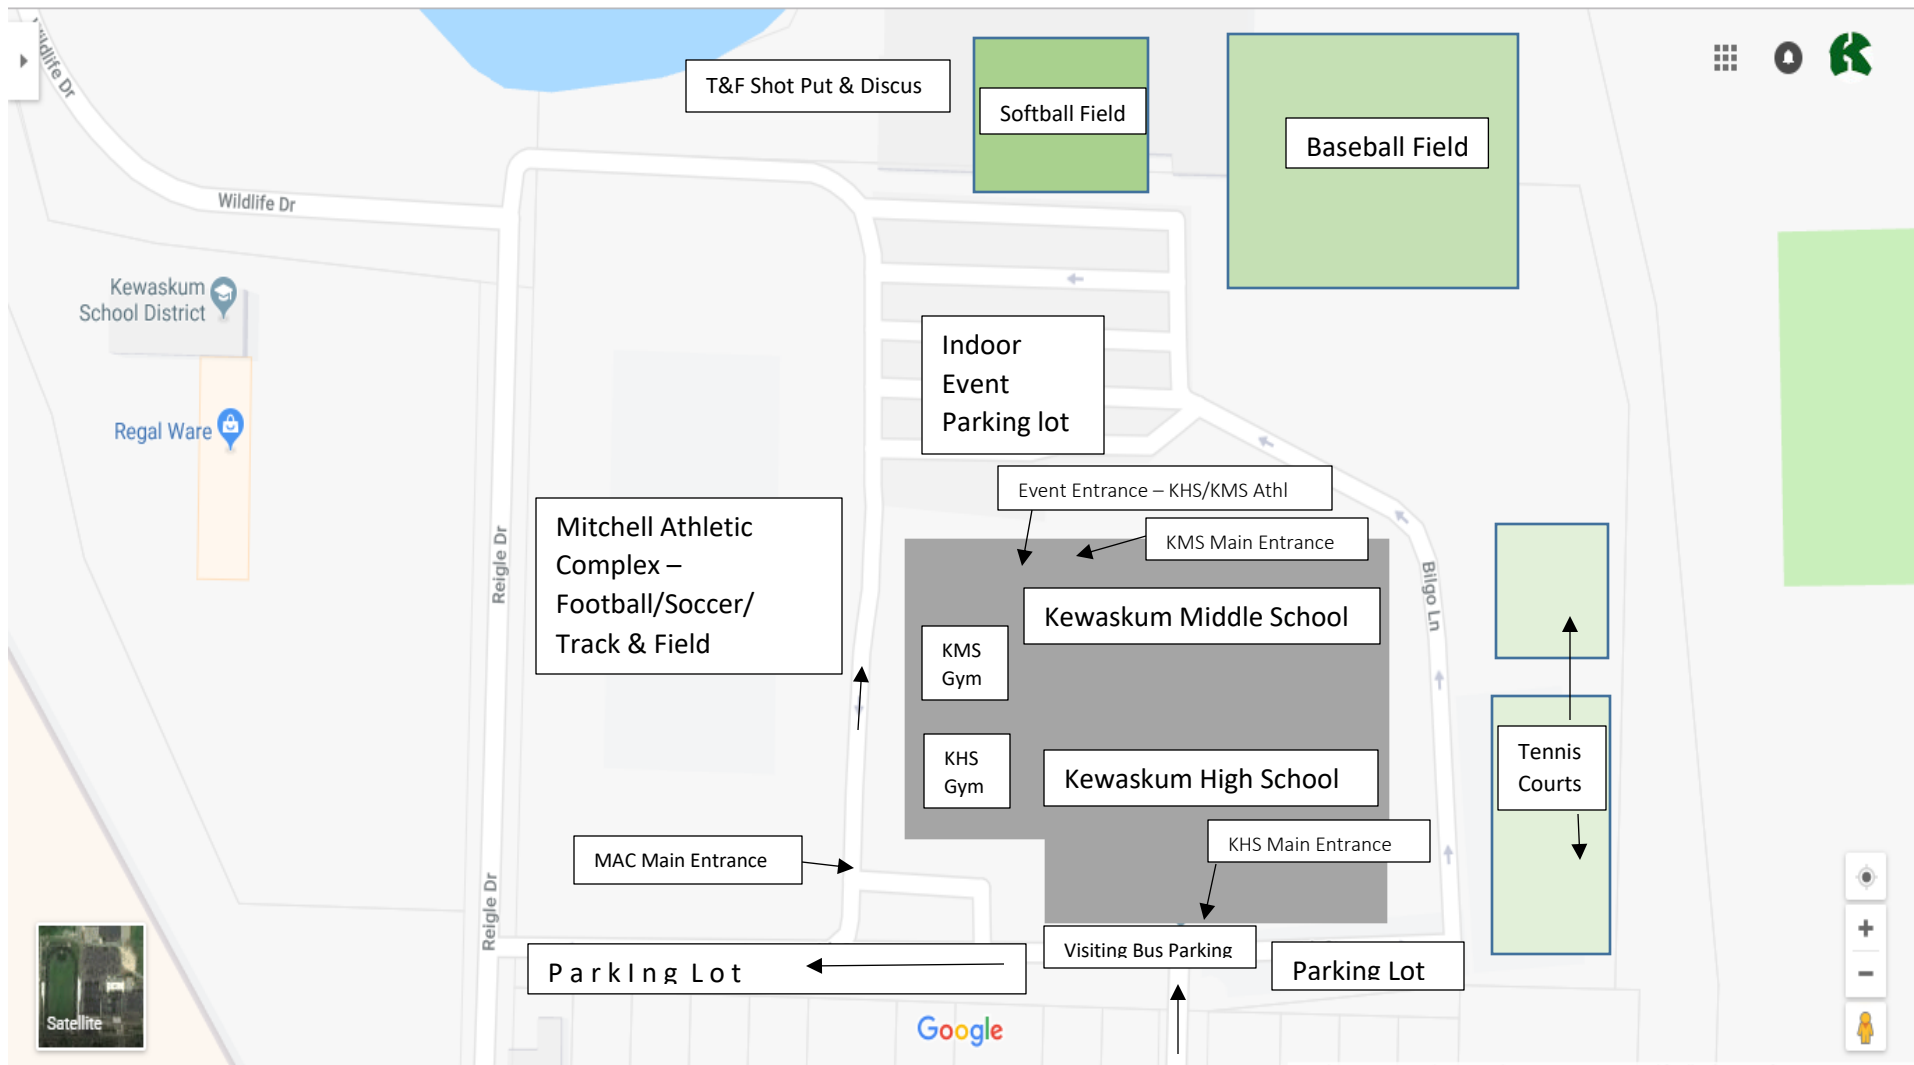 Wildlife Dr
T&F Shot Put & Discus
Softball Field
Baseball Field
Wildlife Dr
Kewaskum
School District
Indoor
Event
Parking lot
Regal Ware
Event Entrance – KHS/KMS Athl
Mitchell Athletic
Complex –
Football/Soccer/
Track & Field
KMS Main Entrance
Reigle Dr
Bilgo Ln
Kewaskum Middle School
KMS
Gym
KHS
Gym
Kewaskum High School
Tennis
Courts
KHS Main Entrance
MAC Main Entrance
Reigle Dr
Visiting Bus Parking
ParkIng Lot
Parking Lot
Satellite
Google